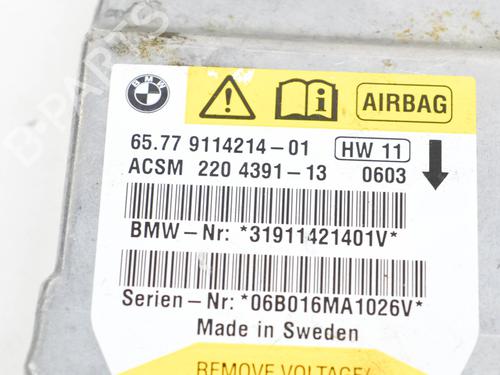 BMW
AIRBAG
65.77 9114214-01 HW 11
ACSM 220 4391-13 0603
BMW-Nr: *31911421401V*
Serien-Nr: *06B016MA1026V*
Made in Sweden
REMOVE VOLTAGE/
B-PARTS